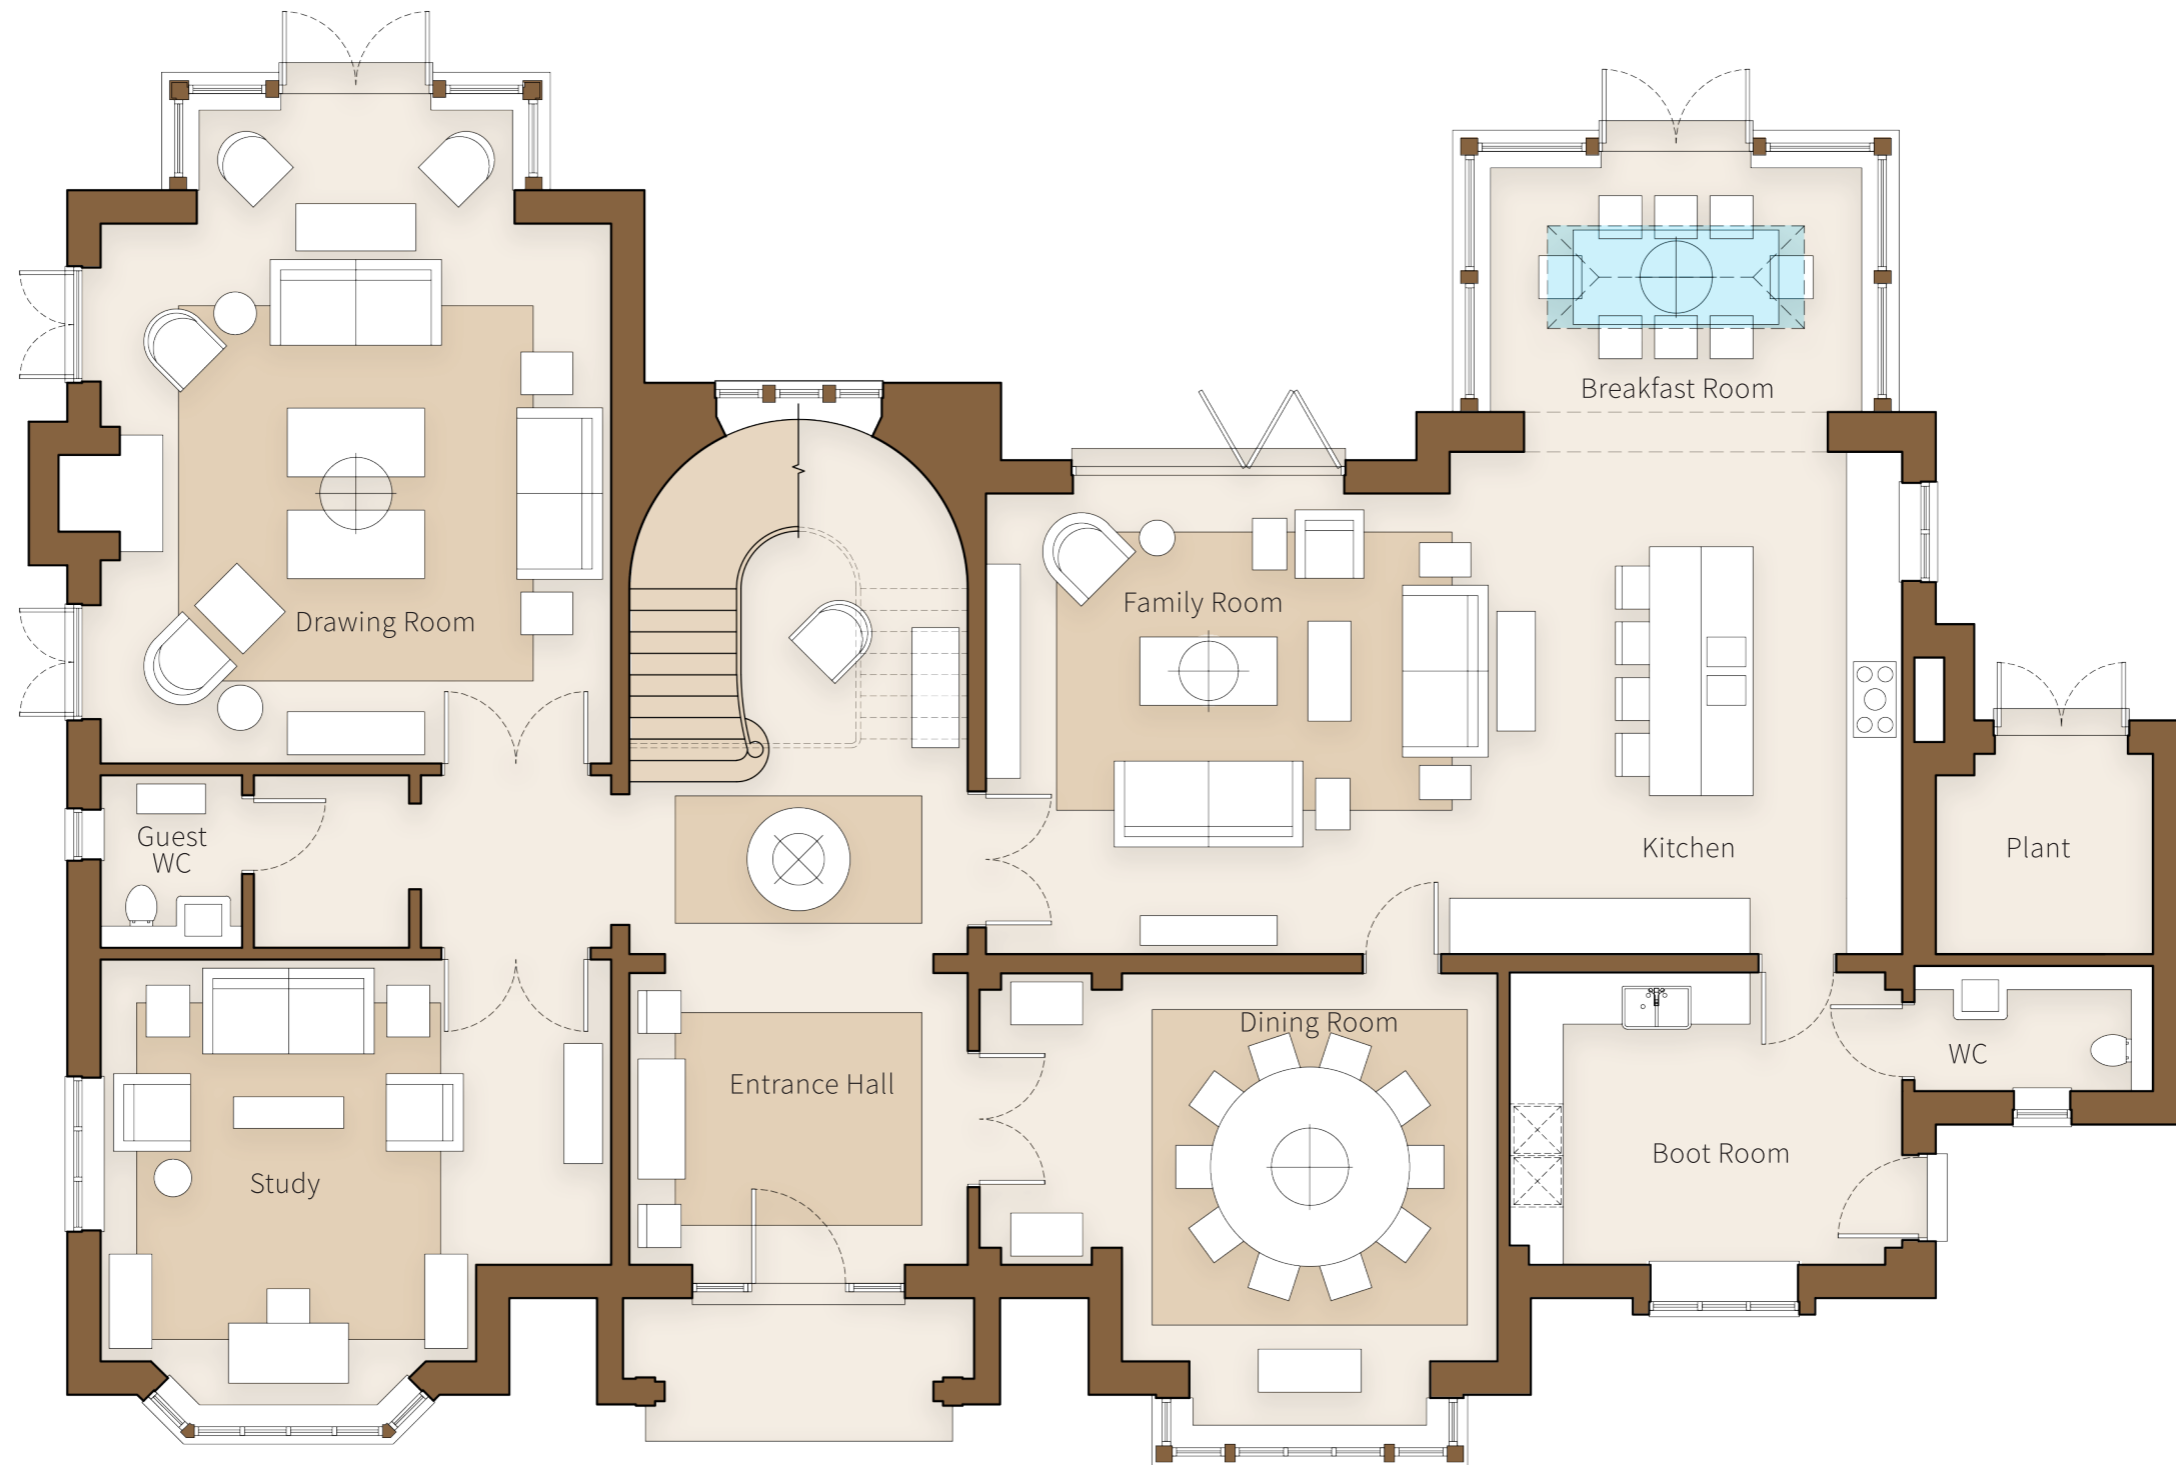 Breakfast Room
Family Room
Drawing Room
Guest
WC
Kitchen
Plant
Dining Room
WC
Entrance Hall
Boot Room
Study